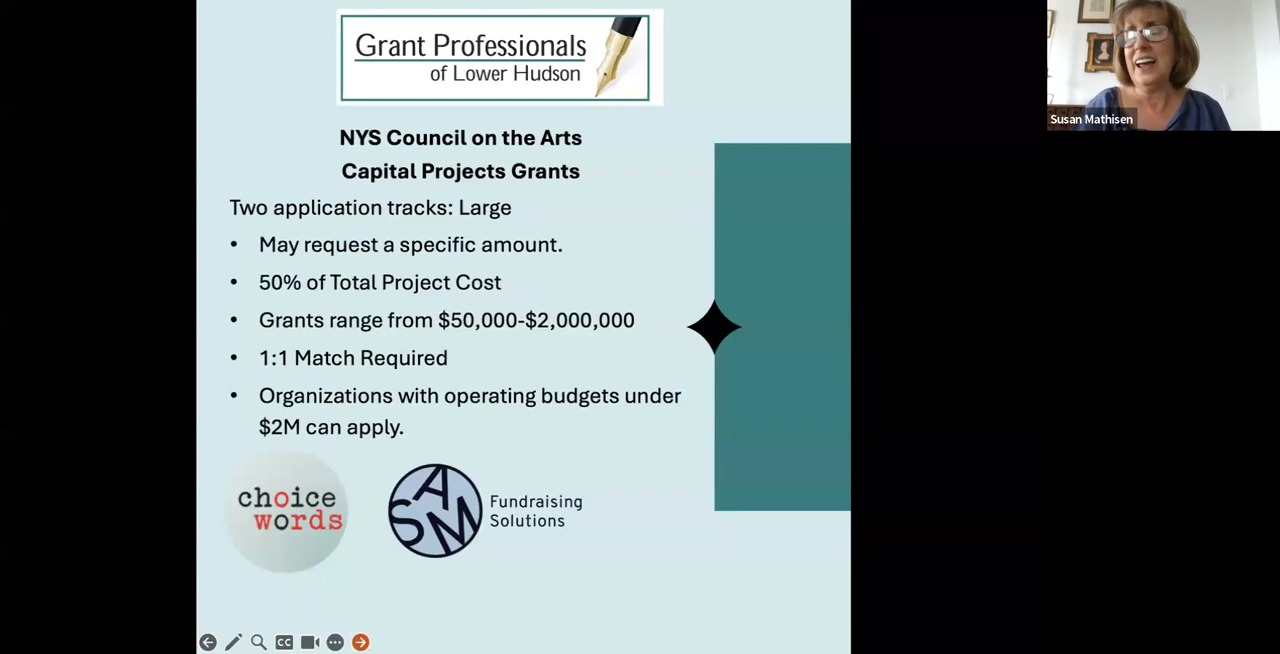 Grant Professionals
of Lower Hudson
NYS Council on the Arts
Capital Projects Grants
Two application tracks: Large
• May request a specific amount.
• 50% of Total Project Cost
• Grants range from $50,000-$2,000,000
• 1:1 Match Required
• Organizations with operating budgets under
$2M can apply.
choice
words
SAM
Fundraising
Solutions
CC
Susan Mathisen